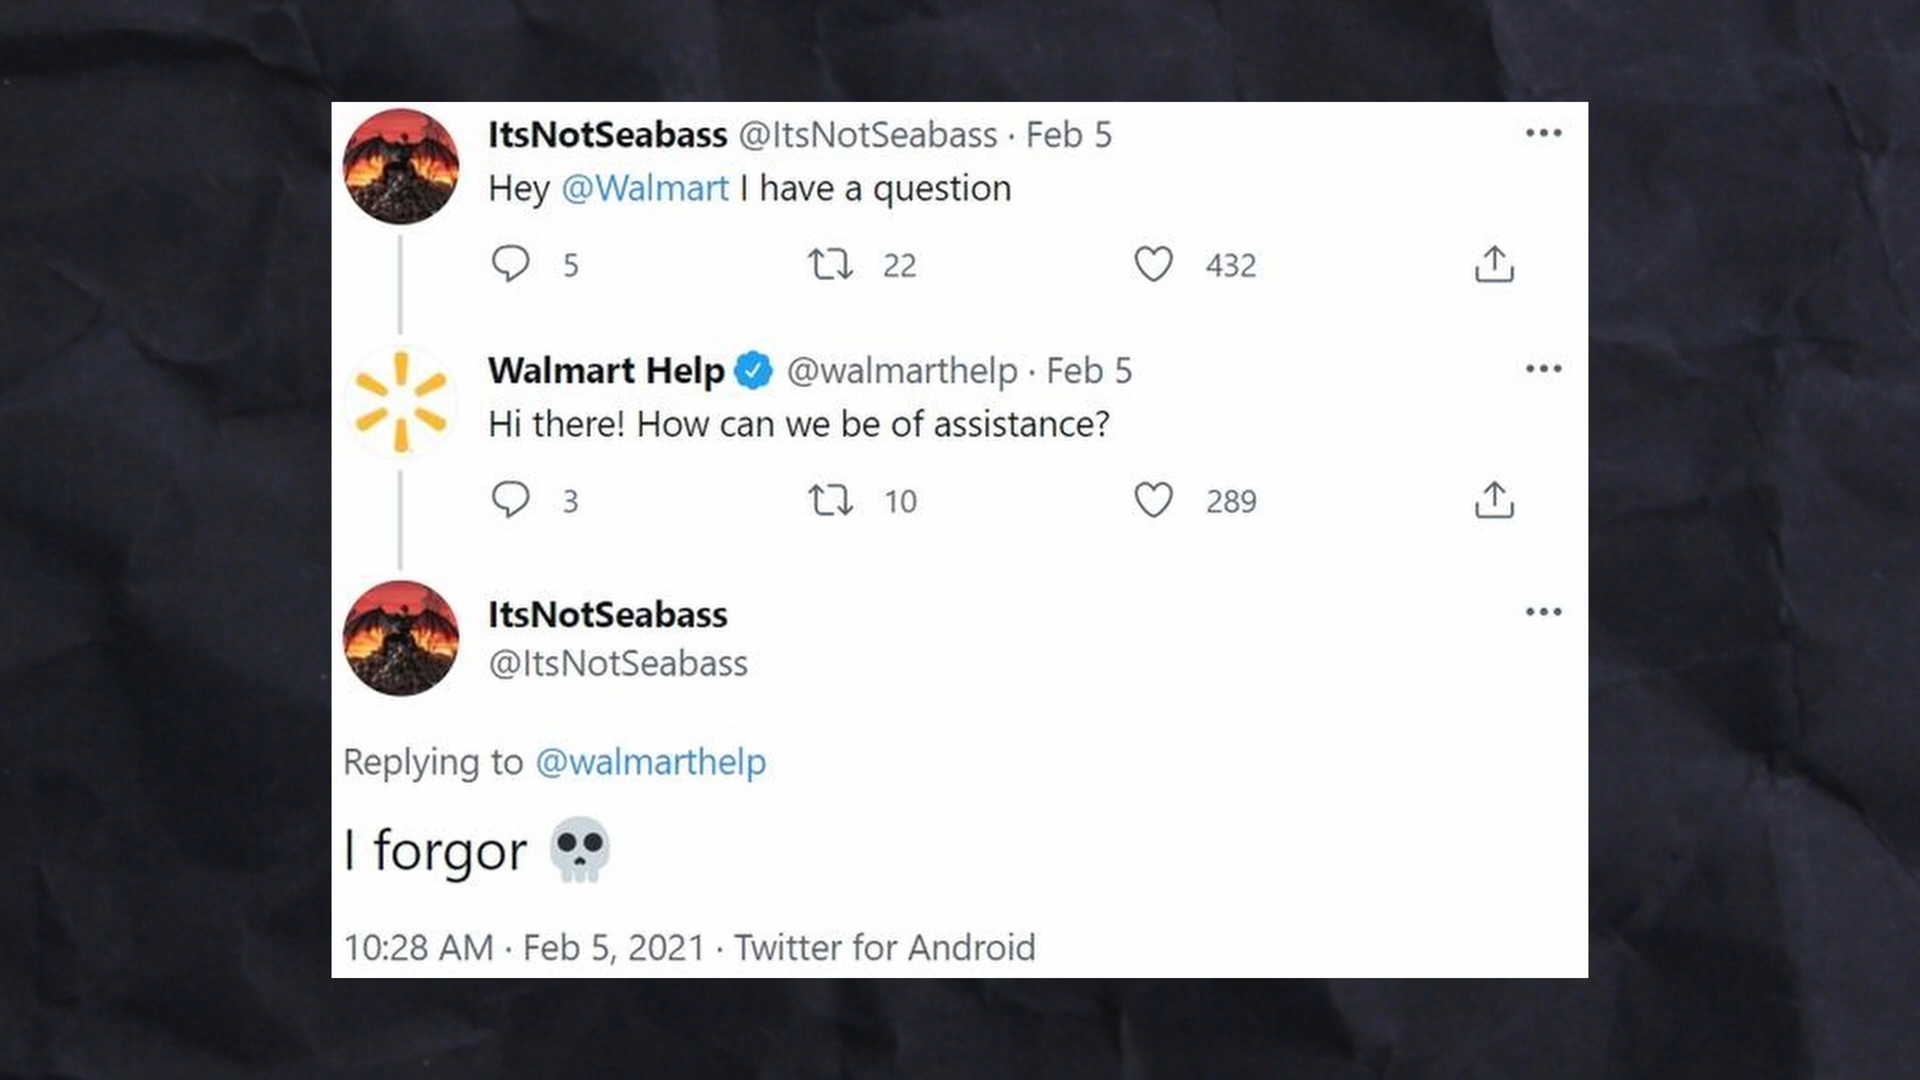 ItsNotSeabass @ItsNotSeabass · Feb 5
Hey @Walmart I have a question
5 22 432
Walmart Help @walmarthelp · Feb 5
Hi there! How can we be of assistance?
3 10 289
ItsNotSeabass
@ItsNotSeabass
Replying to @walmarthelp
I forgor 💀
10:28 AM · Feb 5, 2021 · Twitter for Android